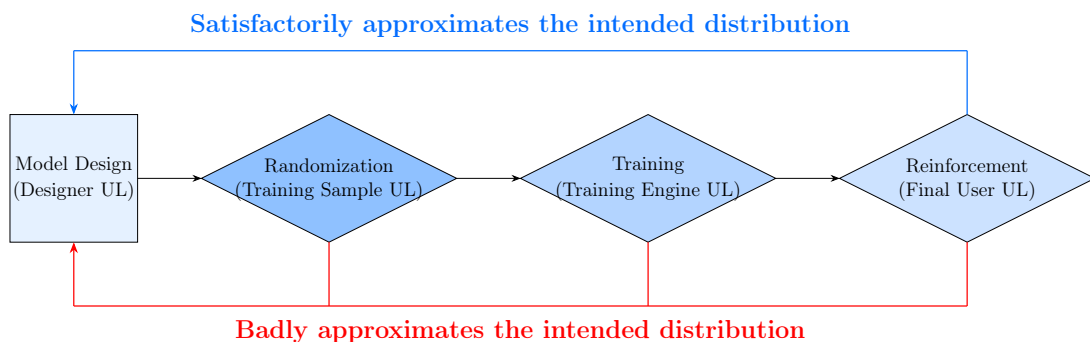 Satisfactorily approximates the intended distribution
Model Design
(Designer UL)
Randomization
(Training Sample UL)
Training
(Training Engine UL)
Reinforcement
(Final User UL)
Badly approximates the intended distribution